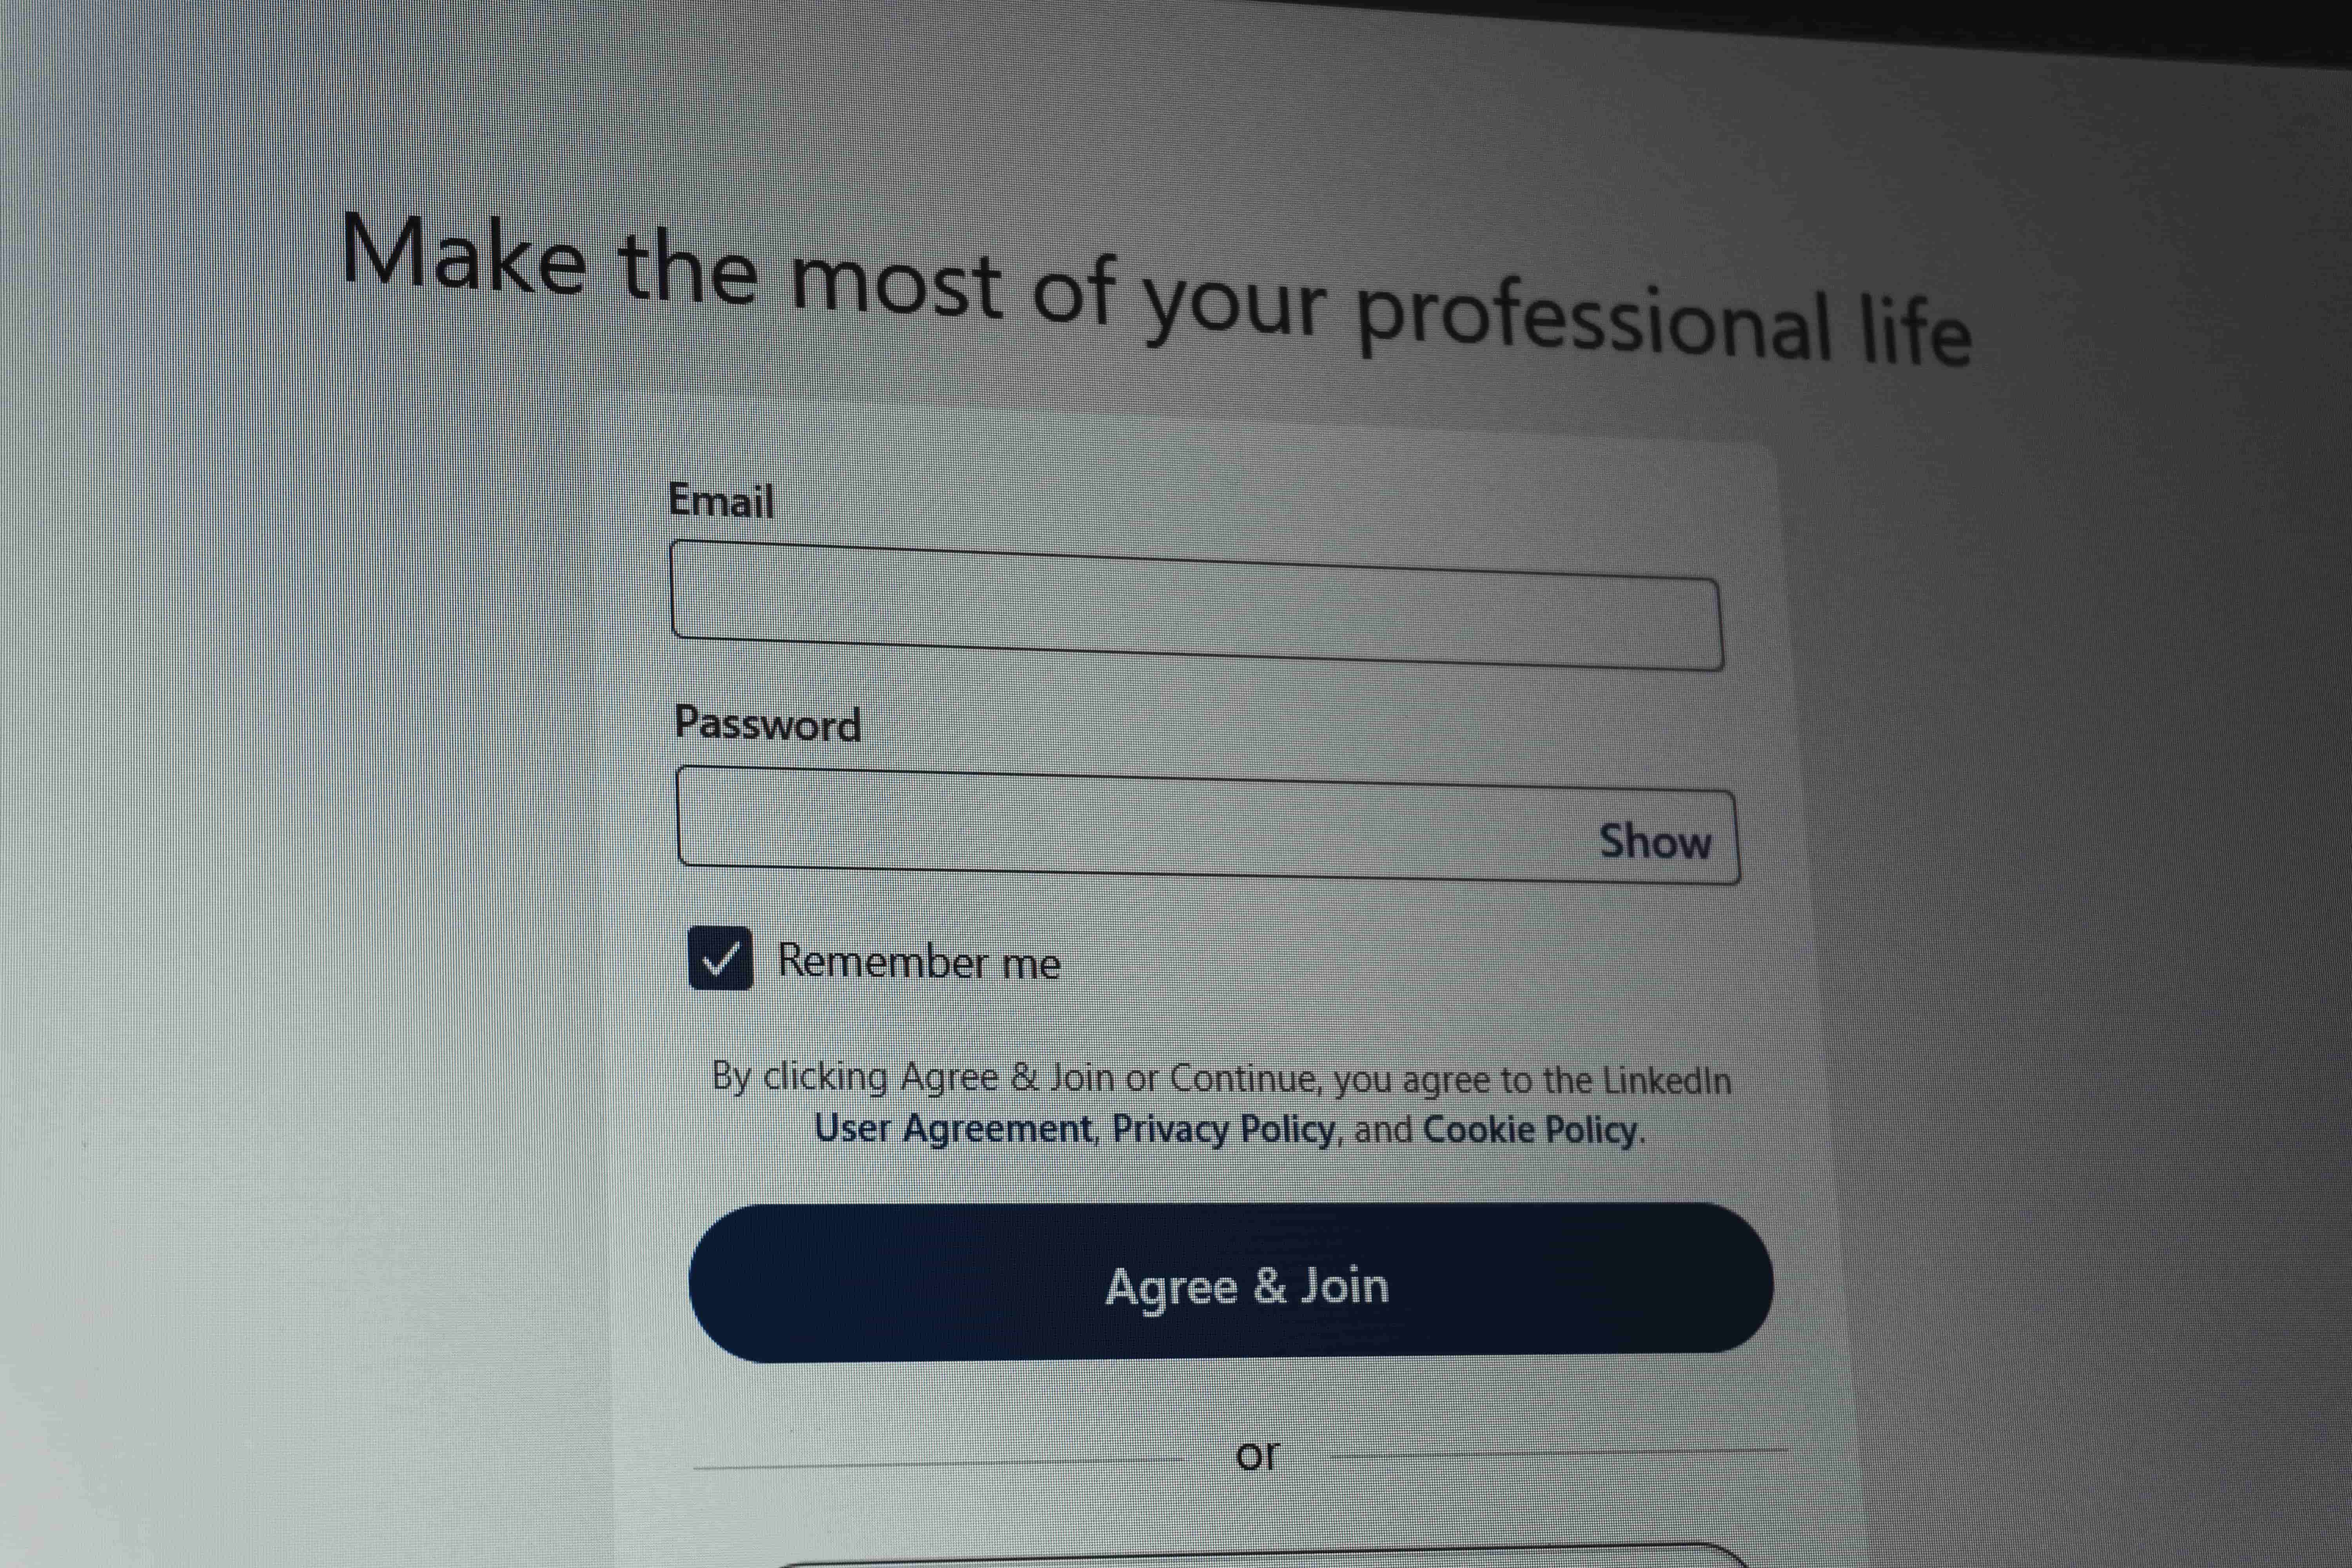 Make the most of your professional life
Email
Password
Show
Remember me
By clicking Agree & Join or Continue, you agree to the LinkedIn
User Agreement, Privacy Policy, and Cookie Policy.
Agree & Join
or